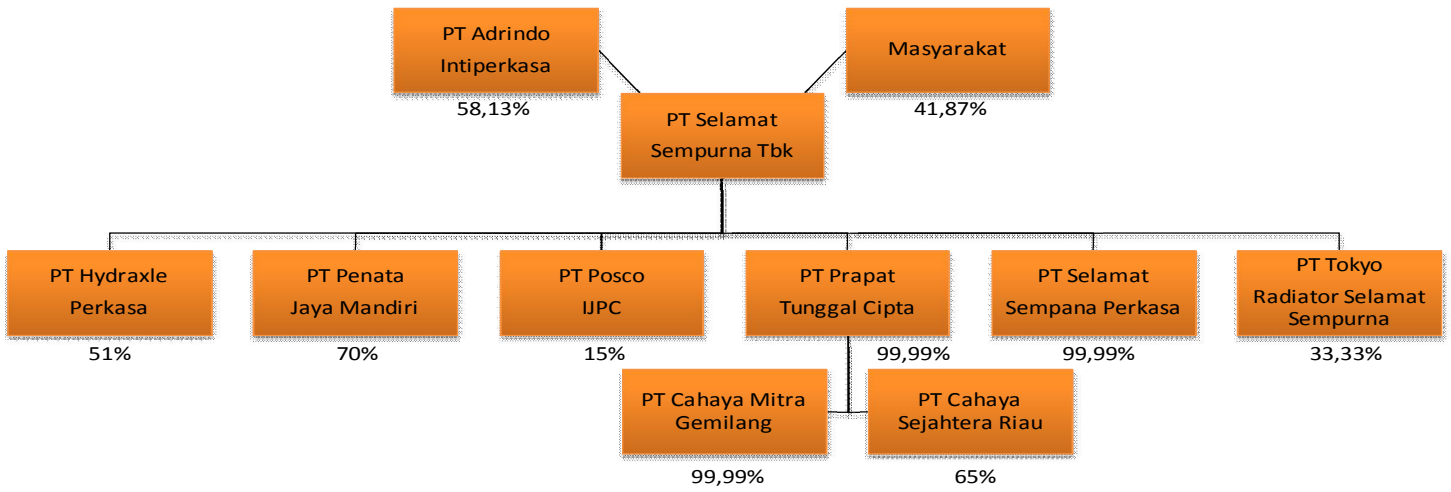 PT Adrindo
Intiperkasa
58,13%
Masyarakat
41,87%
PT Selamat
Sempurna Tbk
PT Hydraxle
Perkasa
51%
PT Penata
Jaya Mandiri
70%
PT Posco
IJPC
15%
PT Prapat
Tunggal Cipta
99,99%
PT Selamat
Sempana Perkasa
99,99%
PT Tokyo
Radiator Selamat
Sempurna
33,33%
PT Cahaya Mitra
Gemilang
99,99%
PT Cahaya
Sejahtera Riau
65%